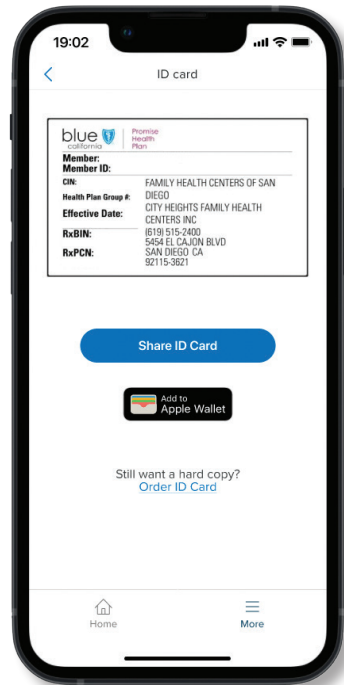 19:02
ID card
blue
california
Promise
Health
Plan
Member:
Member ID:
CIN:
Health Plan Group #:
Effective Date:
RxBIN:
RxPCN:
FAMILY HEALTH CENTERS OF SAN
DIEGO
CITY HEIGHTS FAMILY HEALTH
CENTERS INC
(619) 515-2400
5454 EL CAJON BLVD
SAN DIEGO CA
92115-3621
Share ID Card
Add to
Apple Wallet
Still want a hard copy?
Order ID Card
Home
More